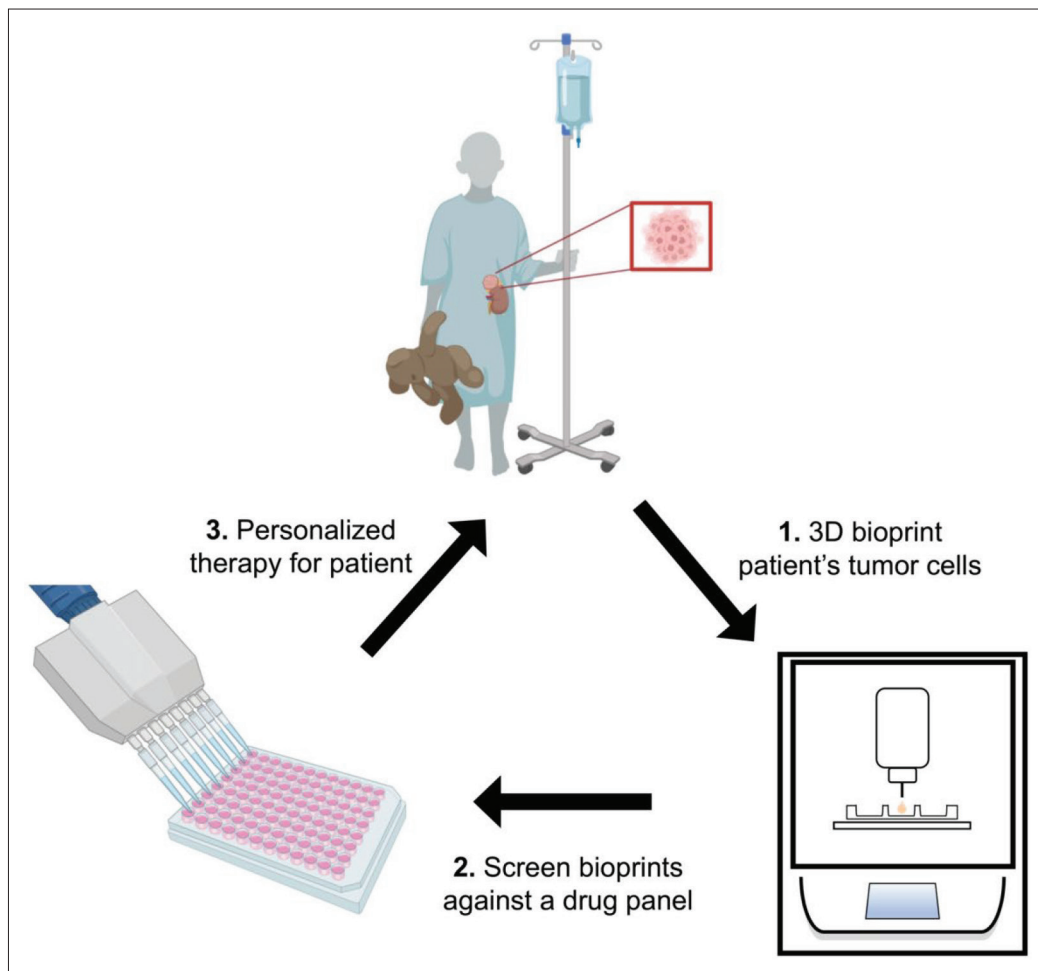 1. 3D bioprint
patient's tumor cells
2. Screen bioprints
against a drug panel
3. Personalized
therapy for patient